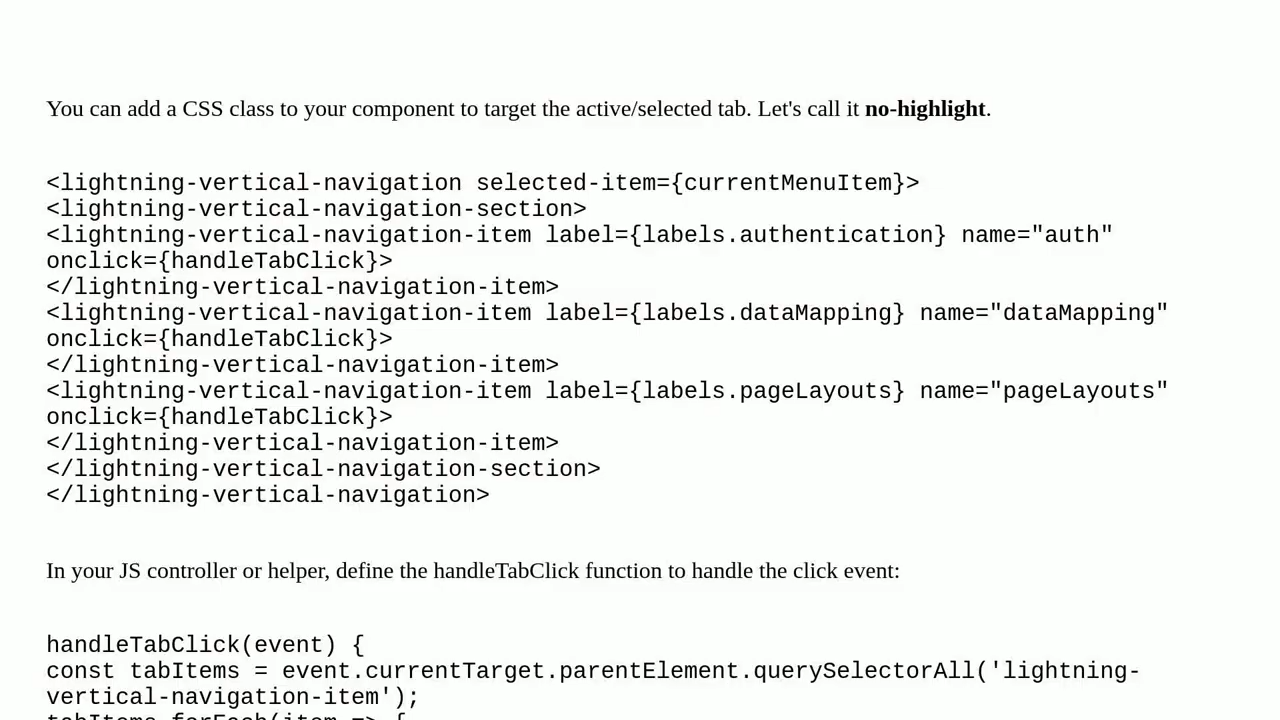 You can add a CSS class to your component to target the active/selected tab. Let's call it no-highlight.
<lightning-vertical-navigation selected-item={currentMenuItem}>
<lightning-vertical-navigation-section>
<lightning-vertical-navigation-item label={labels.authentication} name="auth"
onclick={handleTabClick}>
</lightning-vertical-navigation-item>
<lightning-vertical-navigation-item label={labels.dataMapping} name="dataMapping"
onclick={handleTabClick}>
</lightning-vertical-navigation-item>
<lightning-vertical-navigation-item label={labels.pageLayouts} name="pageLayouts"
onclick={handleTabClick}>
</lightning-vertical-navigation-item>
</lightning-vertical-navigation-section>
</lightning-vertical-navigation>
In your JS controller or helper, define the handleTabClick function to handle the click event:
handleTabClick(event) {
const tabItems = event.currentTarget.parentElement.querySelectorAll('lightning-
vertical-navigation-item');
tabItems.forEach(item => {